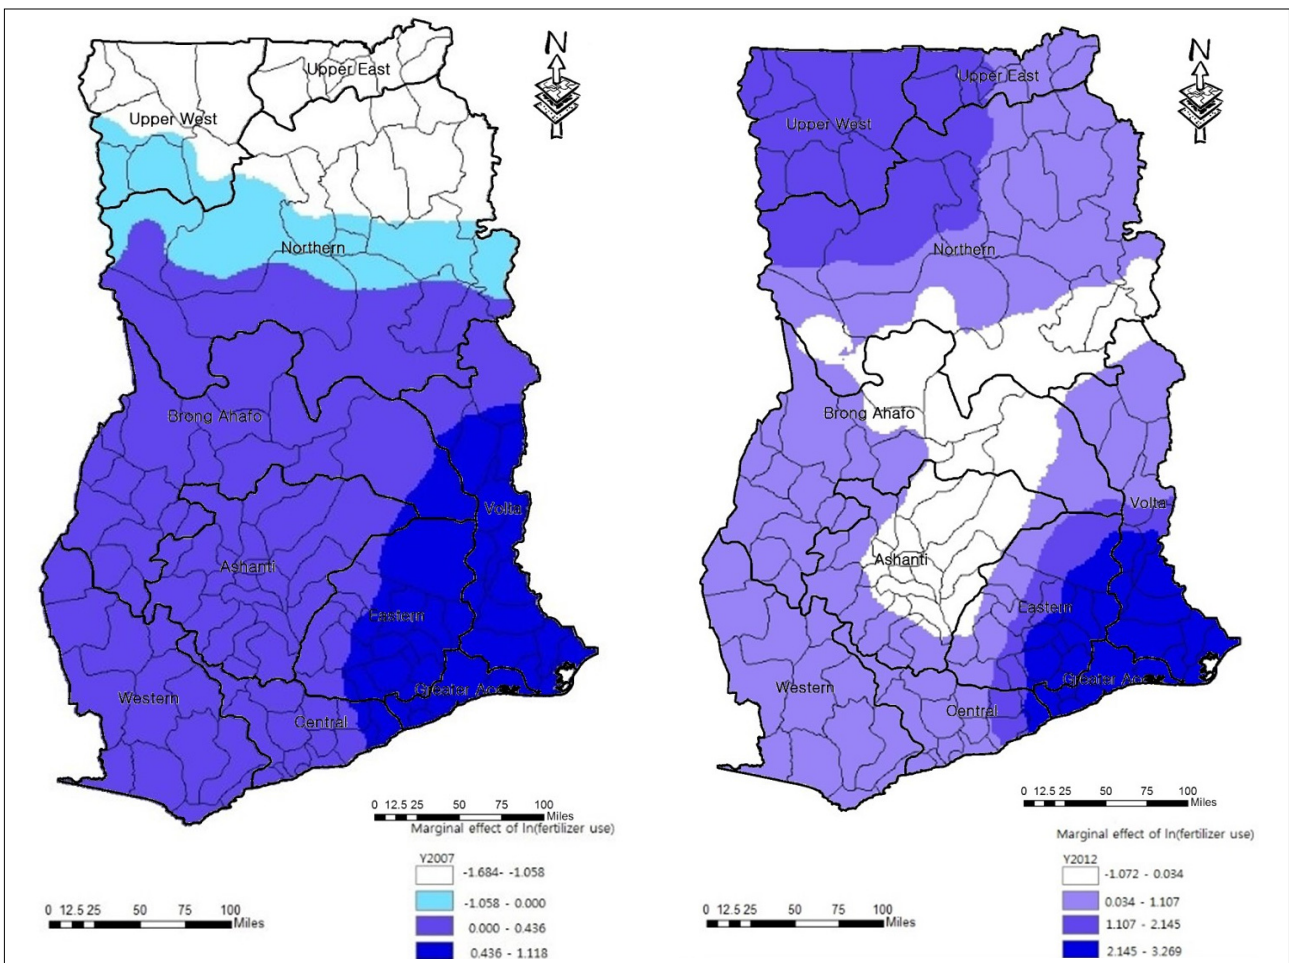 N
Upper East
Upper West
Northern
Brong Ahafo
Volta
Ashanti
Eastern
Western
Central
Greater Accra
0 12.5 25 50 75 100
Miles
Marginal effect of ln(fertilizer use)
Y2007
-1.684- -1.058
-1.058 - 0.000
0.000 - 0.436
0.436 - 1.118
0 12.5 25 50 75 100
Miles
N
Upper East
Upper West
Northern
Brong Ahafo
Volta
Ashanti
Eastern
Western
Central
Greater Accra
0 12.5 25 50 75 100
Miles
Marginal effect of ln(fertilizer use)
Y2012
-1.072 - 0.034
0.034 - 1.107
1.107 - 2.145
2.145 - 3.269
0 12.5 25 50 75 100
Miles